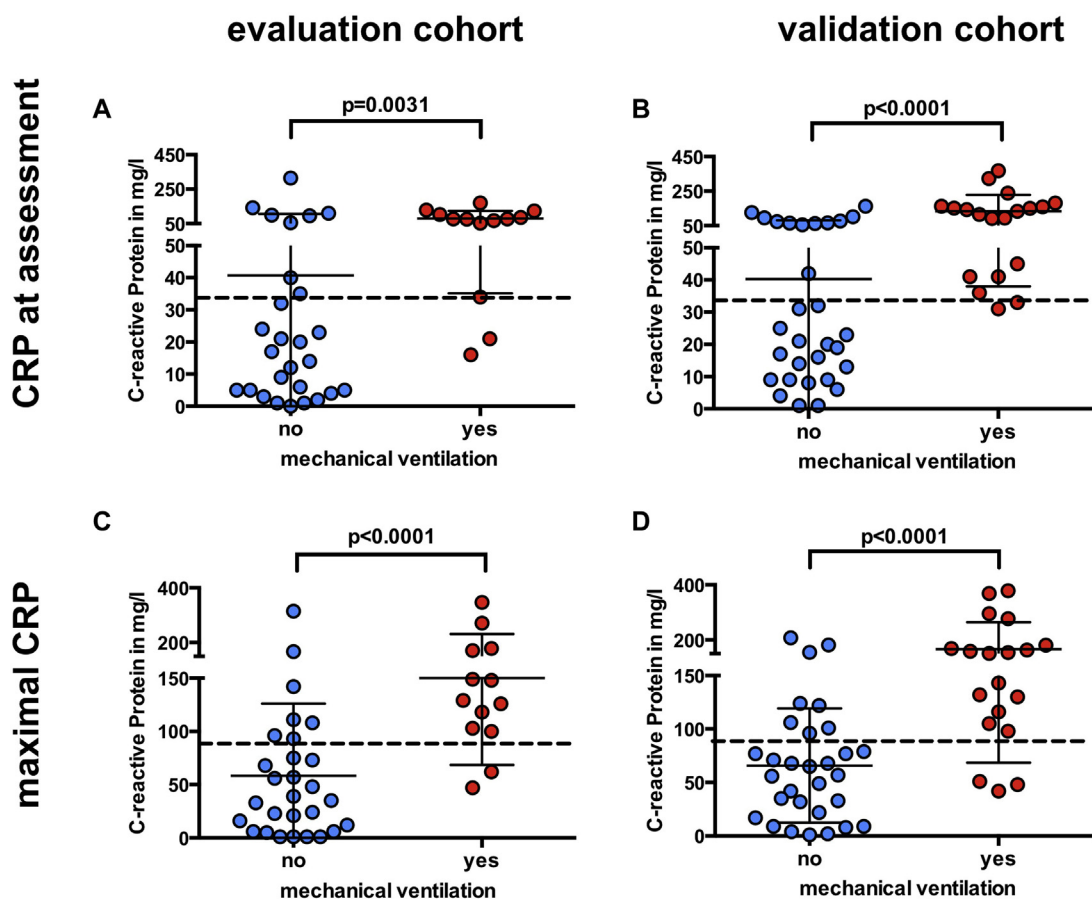 evaluation cohort
validation cohort
CRP at assessment
A
p=0.0031
C-reactive Protein in mg/l
450
250
50
50
40
30
20
10
0
no
yes
mechanical ventilation
B
p<0.0001
C-reactive Protein in mg/l
450
250
50
50
40
30
20
10
0
no
yes
mechanical ventilation
maximal CRP
C
p<0.0001
C-reactive Protein in mg/l
400
200
150
100
50
0
no
yes
mechanical ventilation
D
p<0.0001
C-reactive Protein in mg/l
400
200
150
100
50
0
no
yes
mechanical ventilation